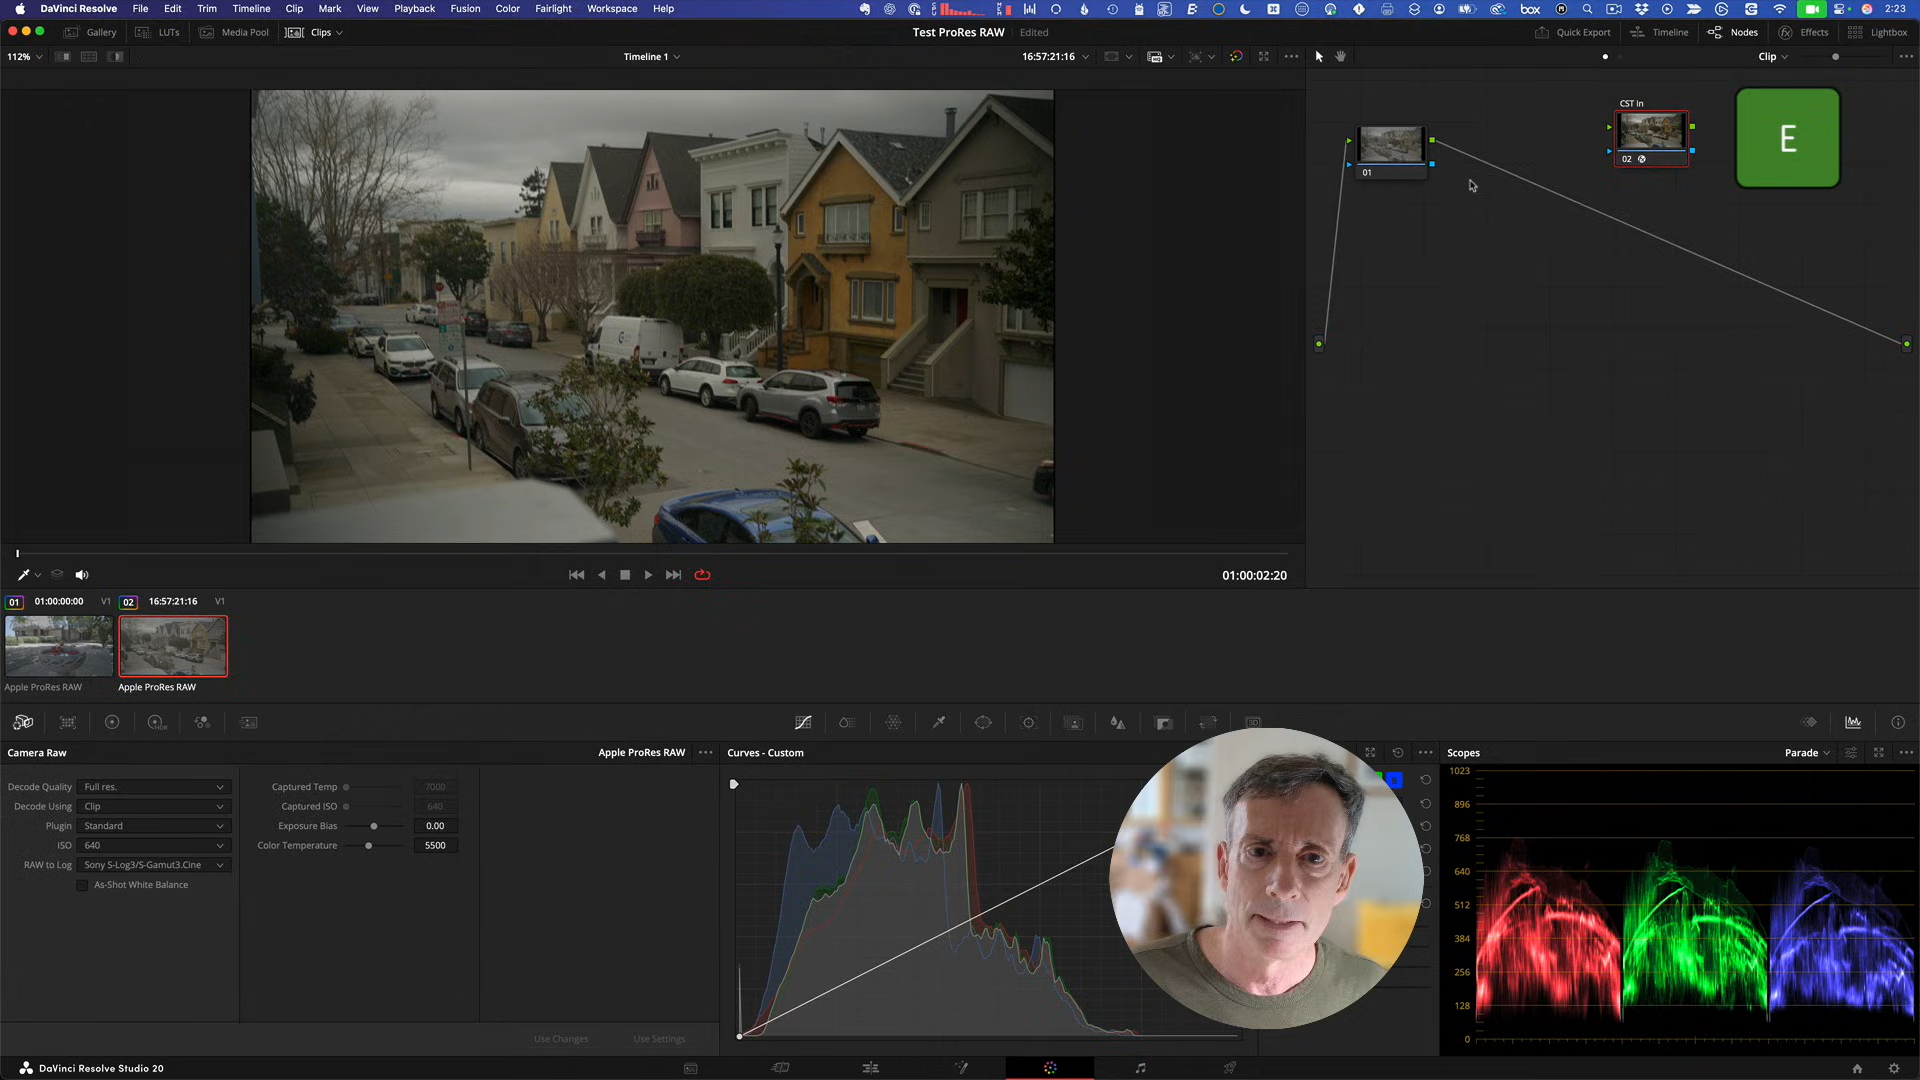 DaVinci Resolve File Edit Trim Timeline Clip Mark View Playback Fusion Color Fairlight Workspace Help box 2:23
Gallery LUTs Media Pool Clips Test ProRes RAW Edited Quick Export Timeline Nodes Effects Lightbox
112% Timeline 1 16:57:21:16 Clip
CST In
E
02
01
01:00:02:20
01 01:00:00:00 V1 02 16:57:21:16 V1
Apple ProRes RAW Apple ProRes RAW
Camera Raw Apple ProRes RAW Curves - Custom Scopes Parade
Decode Quality Full res. Captured Temp 7000
Decode Using Clip Captured ISO 640
Plugin Standard Exposure Bias 0.00
ISO 640 Color Temperature 5500
RAW to Log Sony S-Log3/S-Gamut3.Cine
As-Shot White Balance
Use Changes Use Settings
1023
896
768
640
512
384
256
128
0
DaVinci Resolve Studio 20